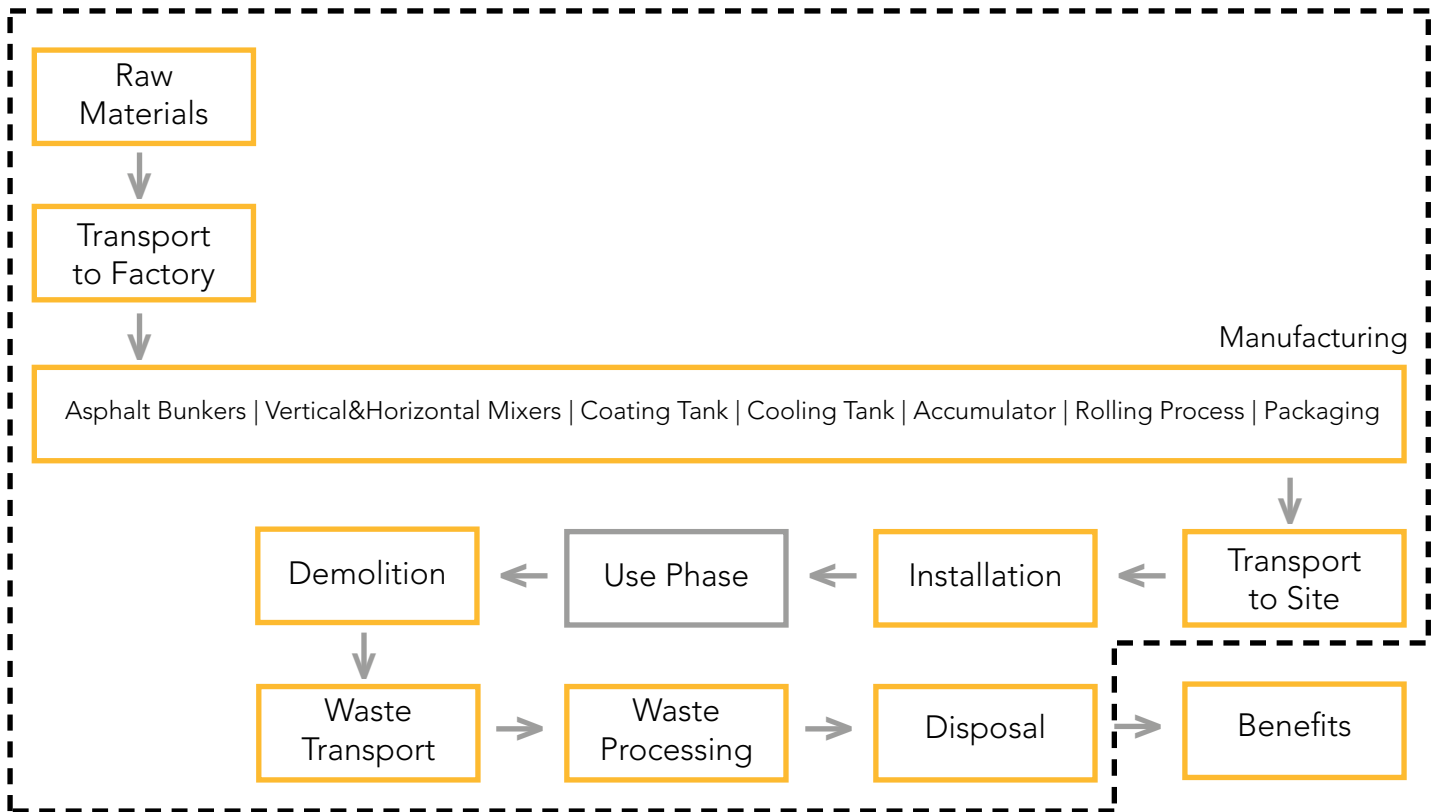 Raw
Materials
Transport
to Factory
Manufacturing
Asphalt Bunkers | Vertical&Horizontal Mixers | Coating Tank | Cooling Tank | Accumulator | Rolling Process | Packaging
Transport
to Site
Installation
Use Phase
Demolition
Waste
Transport
Waste
Processing
Disposal
Benefits